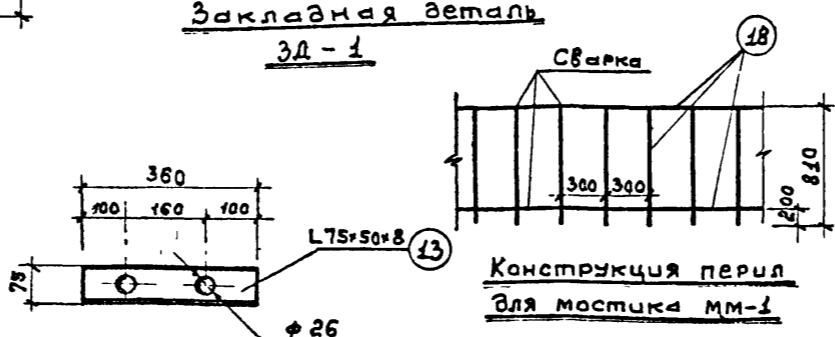 Закладная деталь
ЗД - 1
Сварка
18
360
100 160 100
L75×50×8
13
75
ф 26
300 300
810
200
Конструкция перил
для мостика мм-1